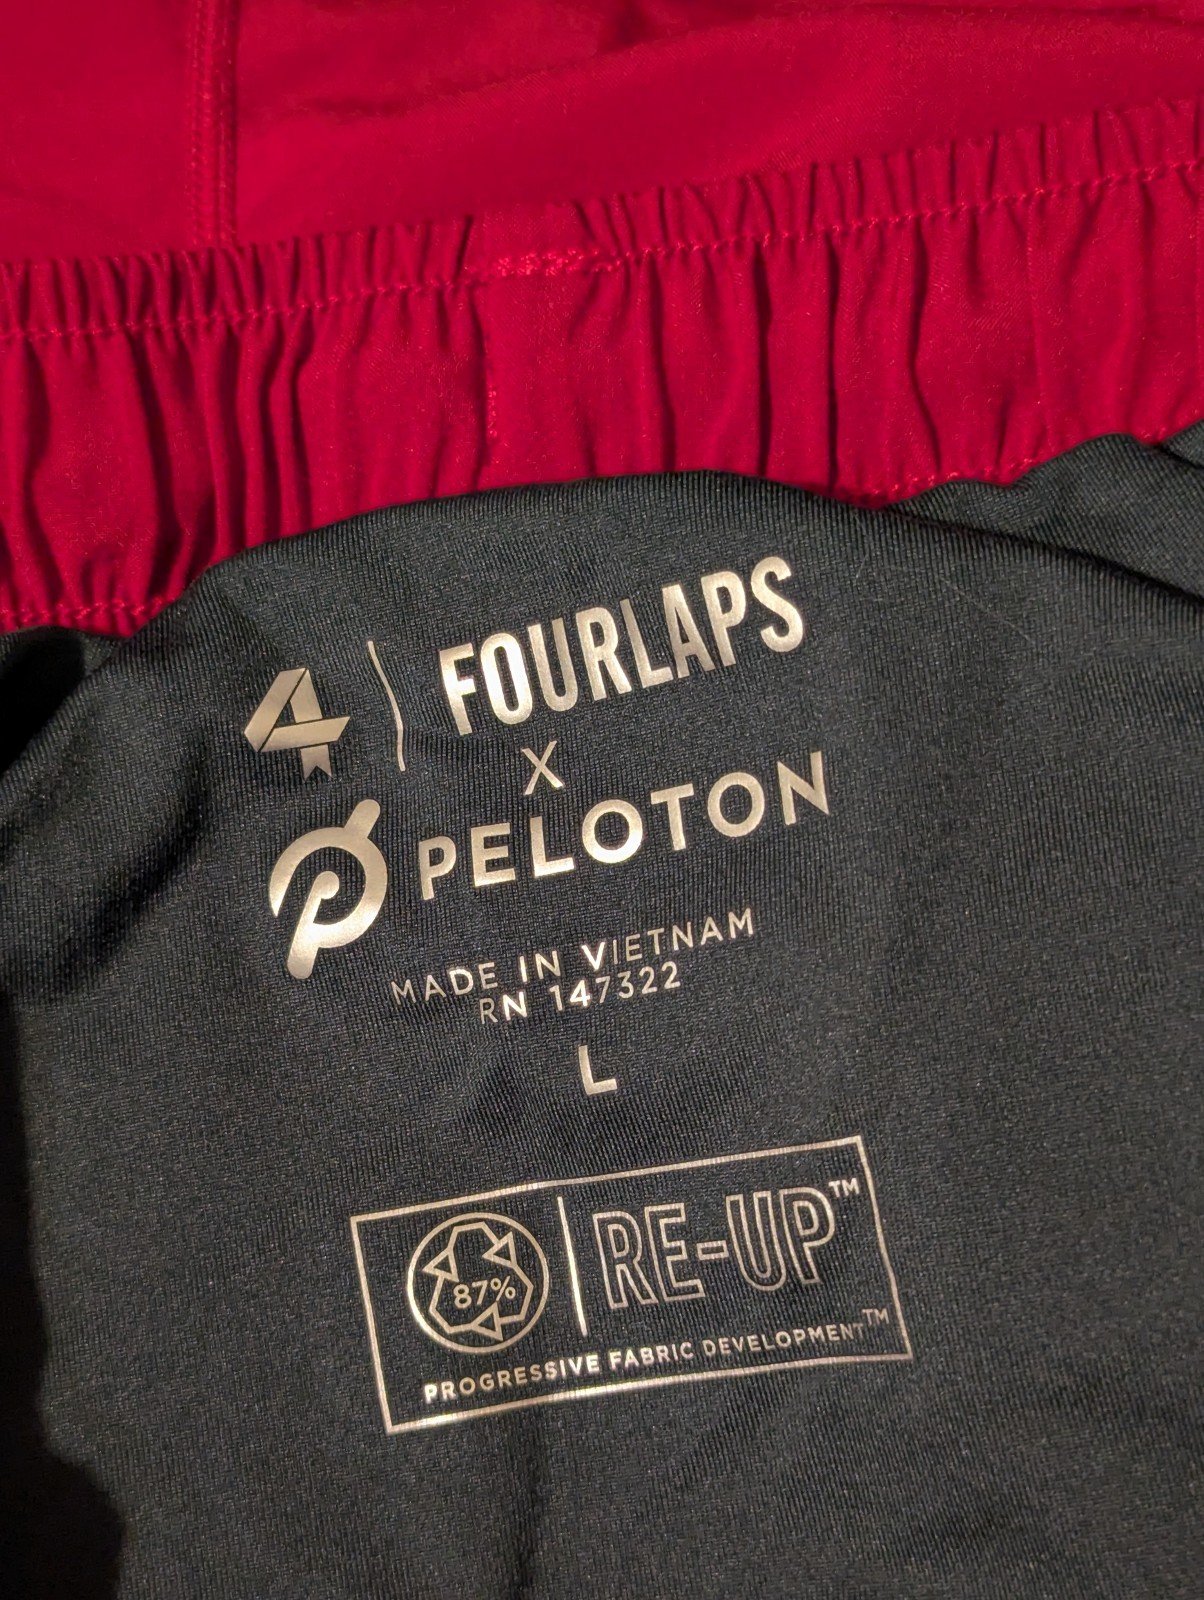 4 | FOURLAPS
X
PELOTON
MADE IN VIETNAM
RN 147322
L
87% | RE-UP™
PROGRESSIVE FABRIC DEVELOPMENT™